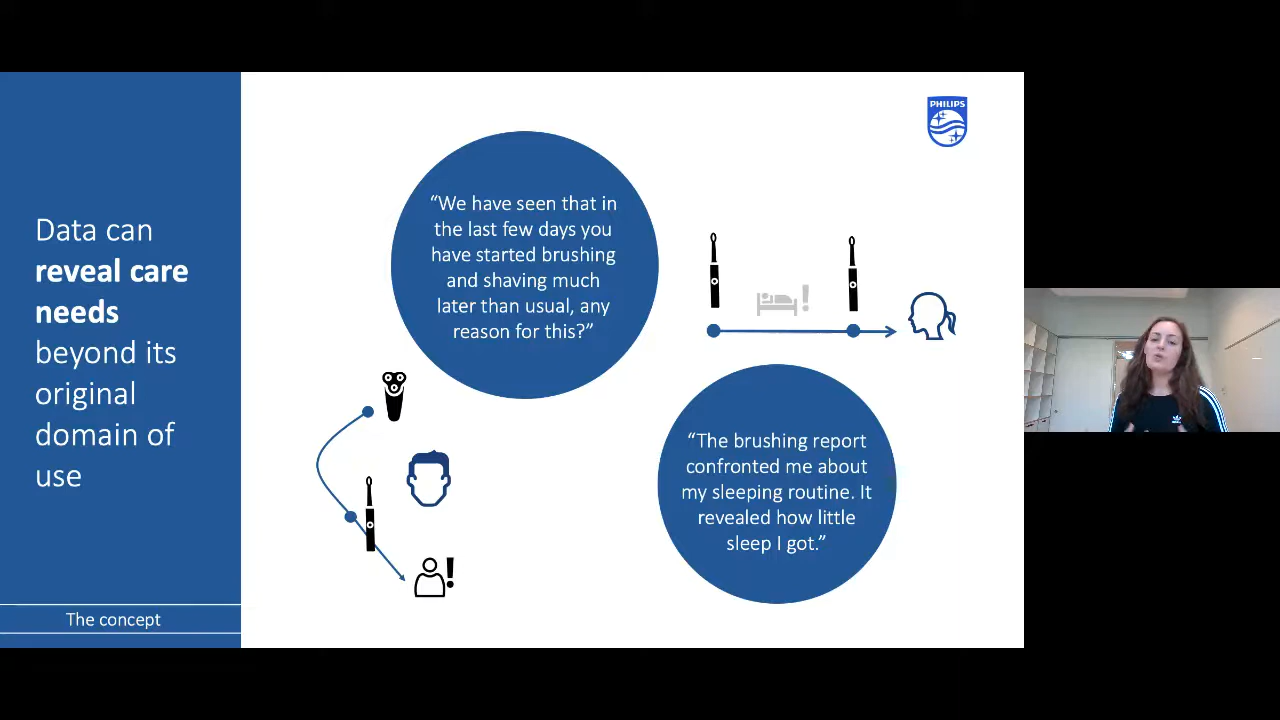 Data can
reveal care
needs
beyond its
original
domain of
use
The concept
“We have seen that in
the last few days you
have started brushing
and shaving much
later than usual, any
reason for this?”
PHILIPS
!
“The brushing report
confronted me about
my sleeping routine. It
revealed how little
sleep I got.”
!